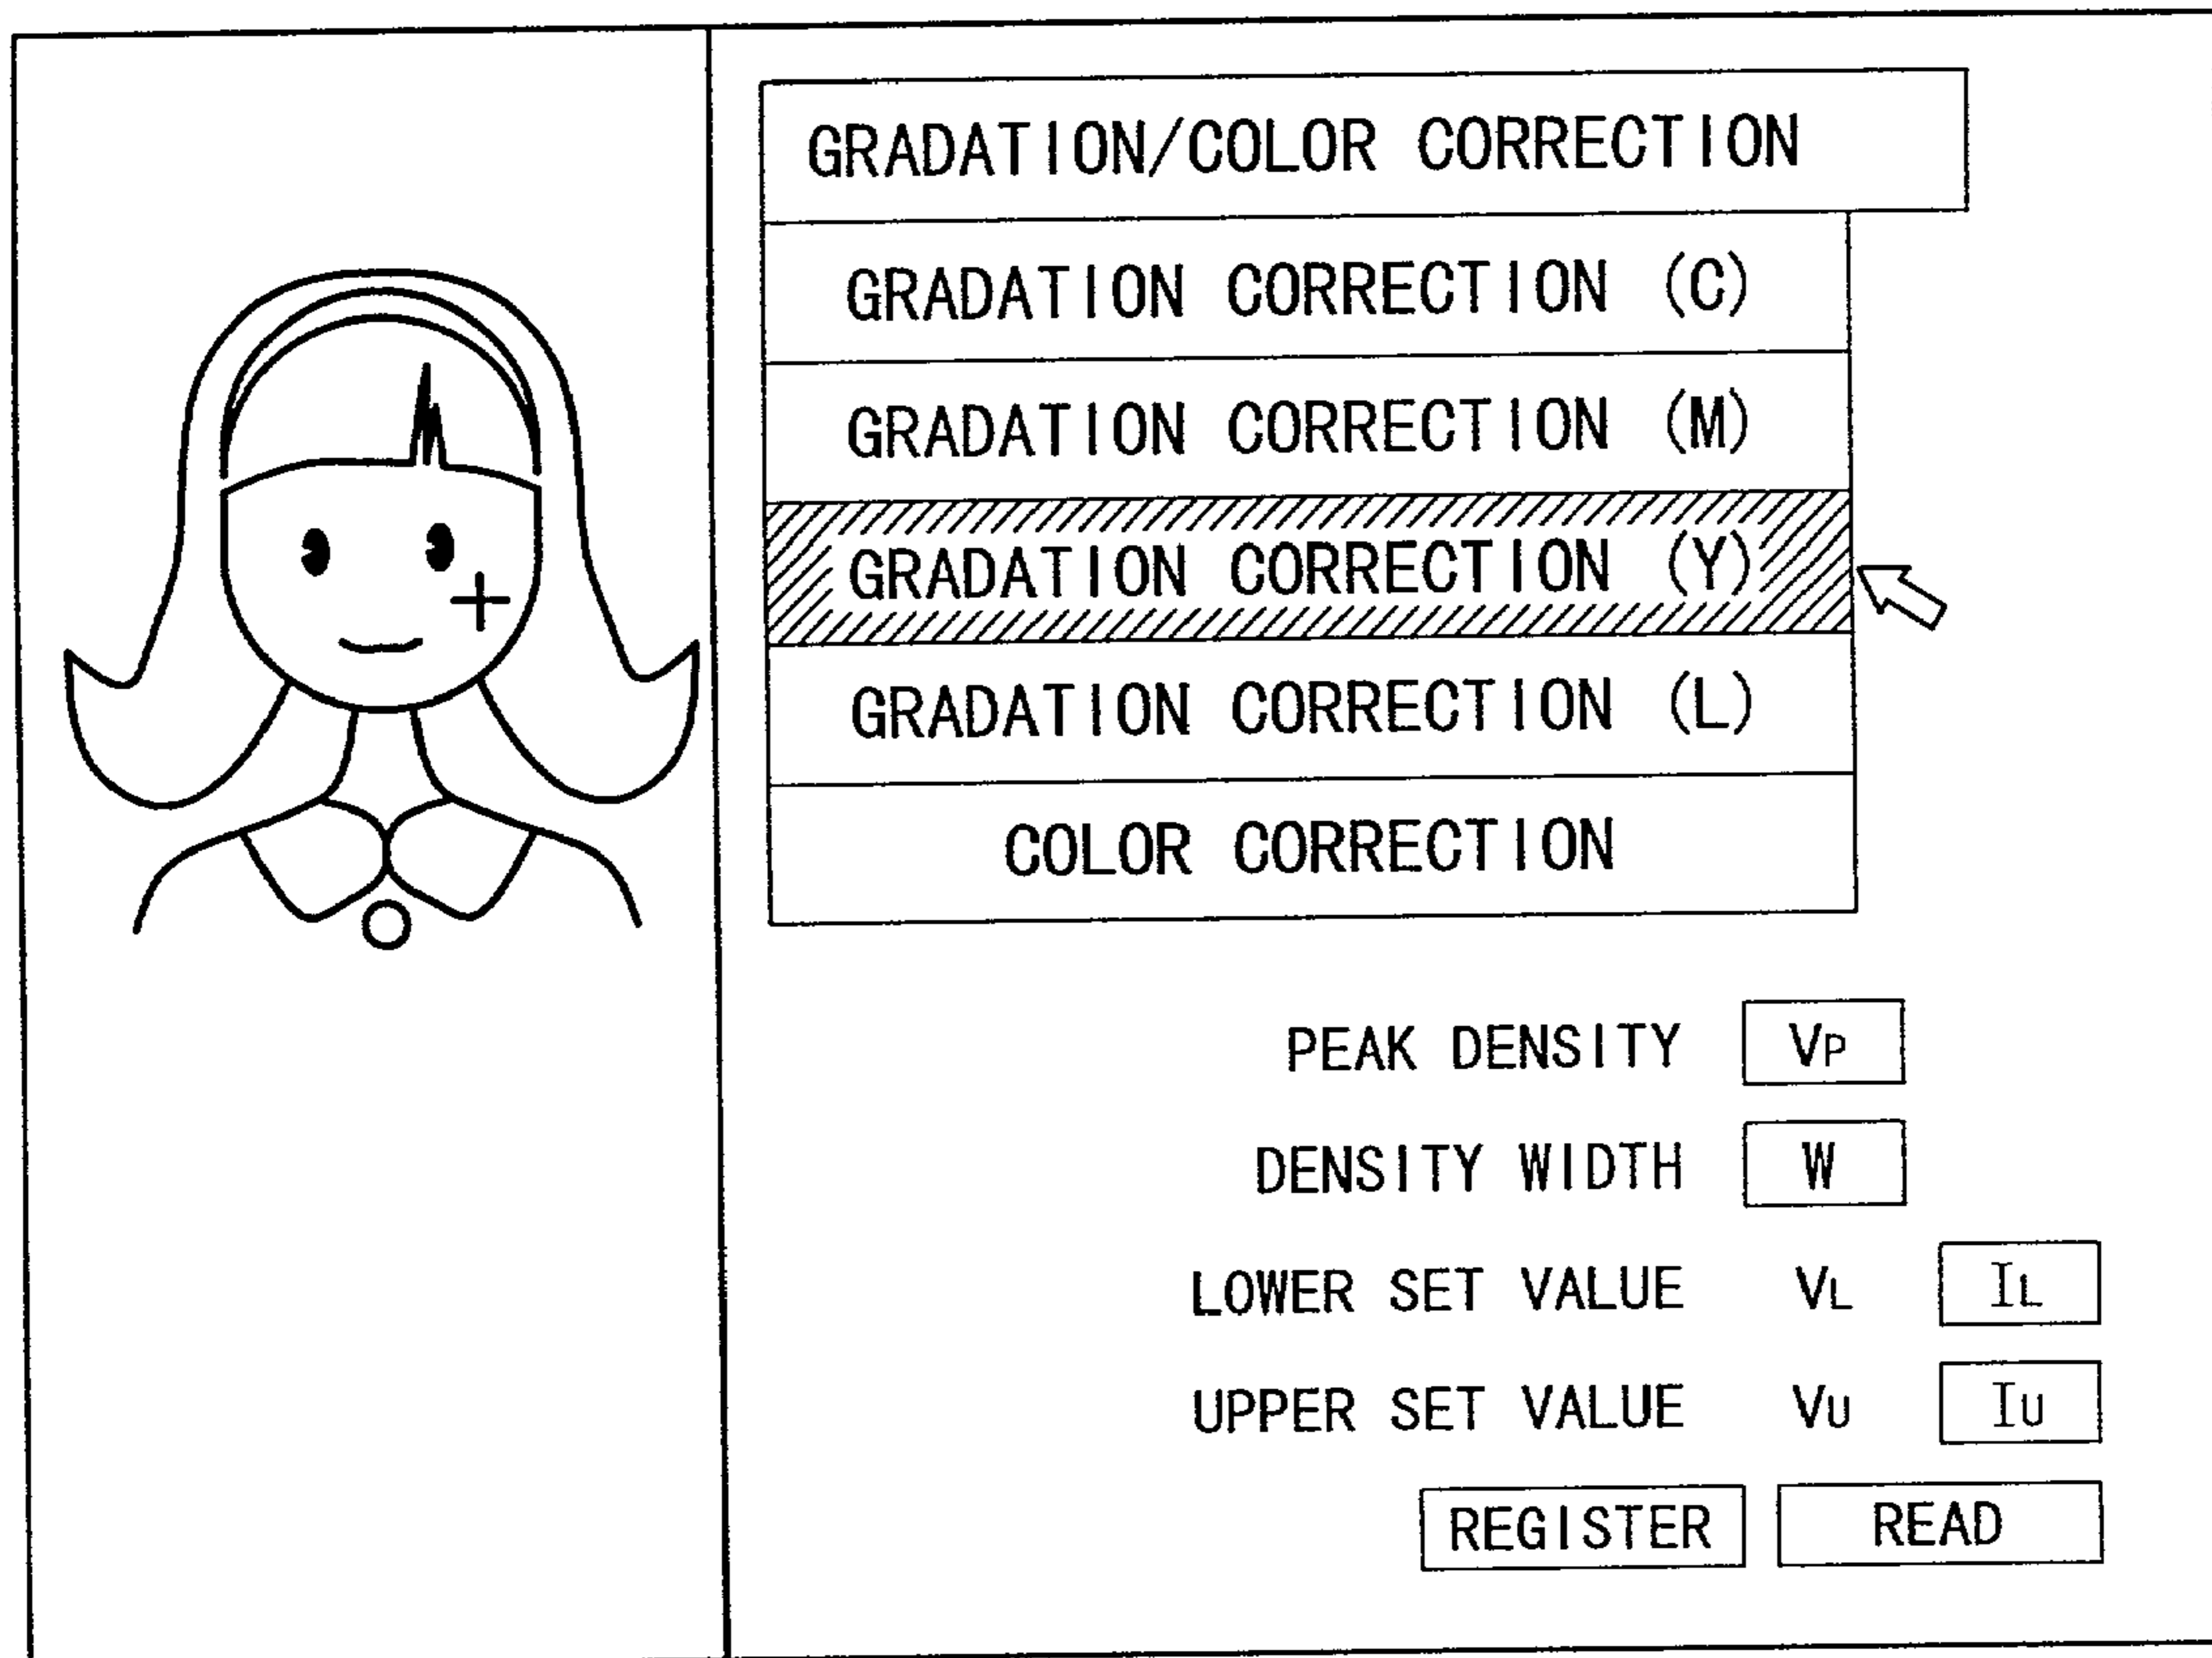 GRADATION/COLOR CORRECTION
GRADATION CORRECTION (C)
GRADATION CORRECTION (M)
GRADATION CORRECTION (Y)
GRADATION CORRECTION (L)
COLOR CORRECTION
PEAK DENSITY VP
DENSITY WIDTH W
LOWER SET VALUE VL IL
UPPER SET VALUE VU IU
REGISTER READ